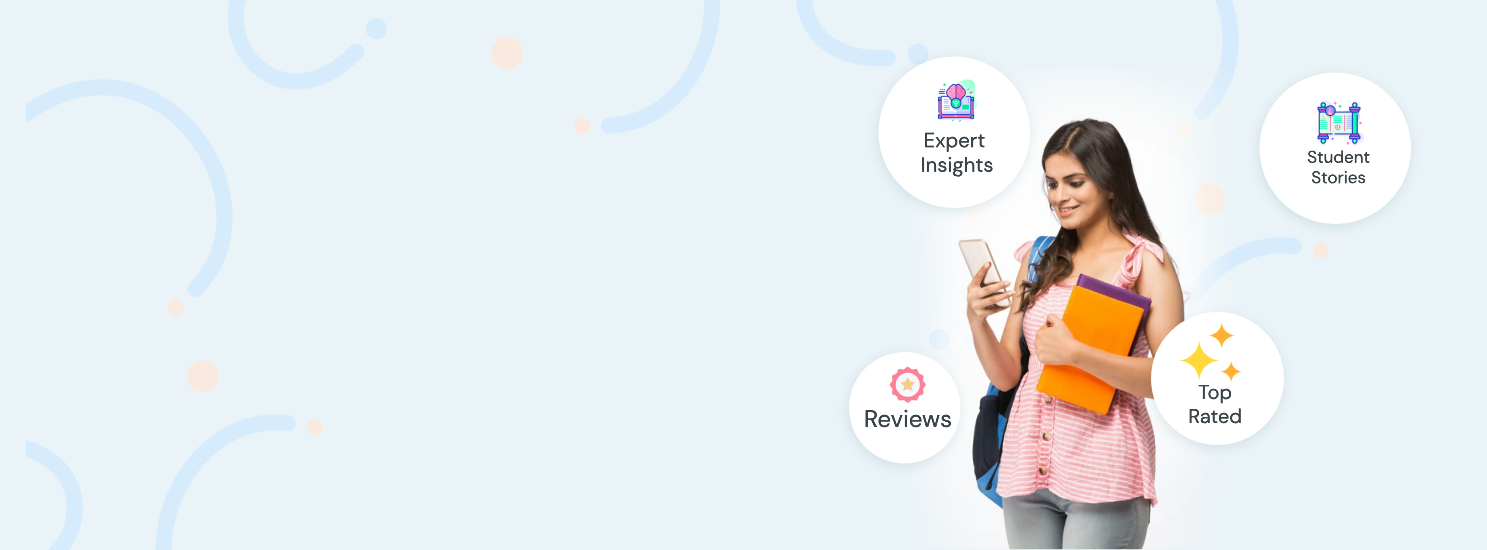 Expert
Insights
Student
Stories
Reviews
Top
Rated